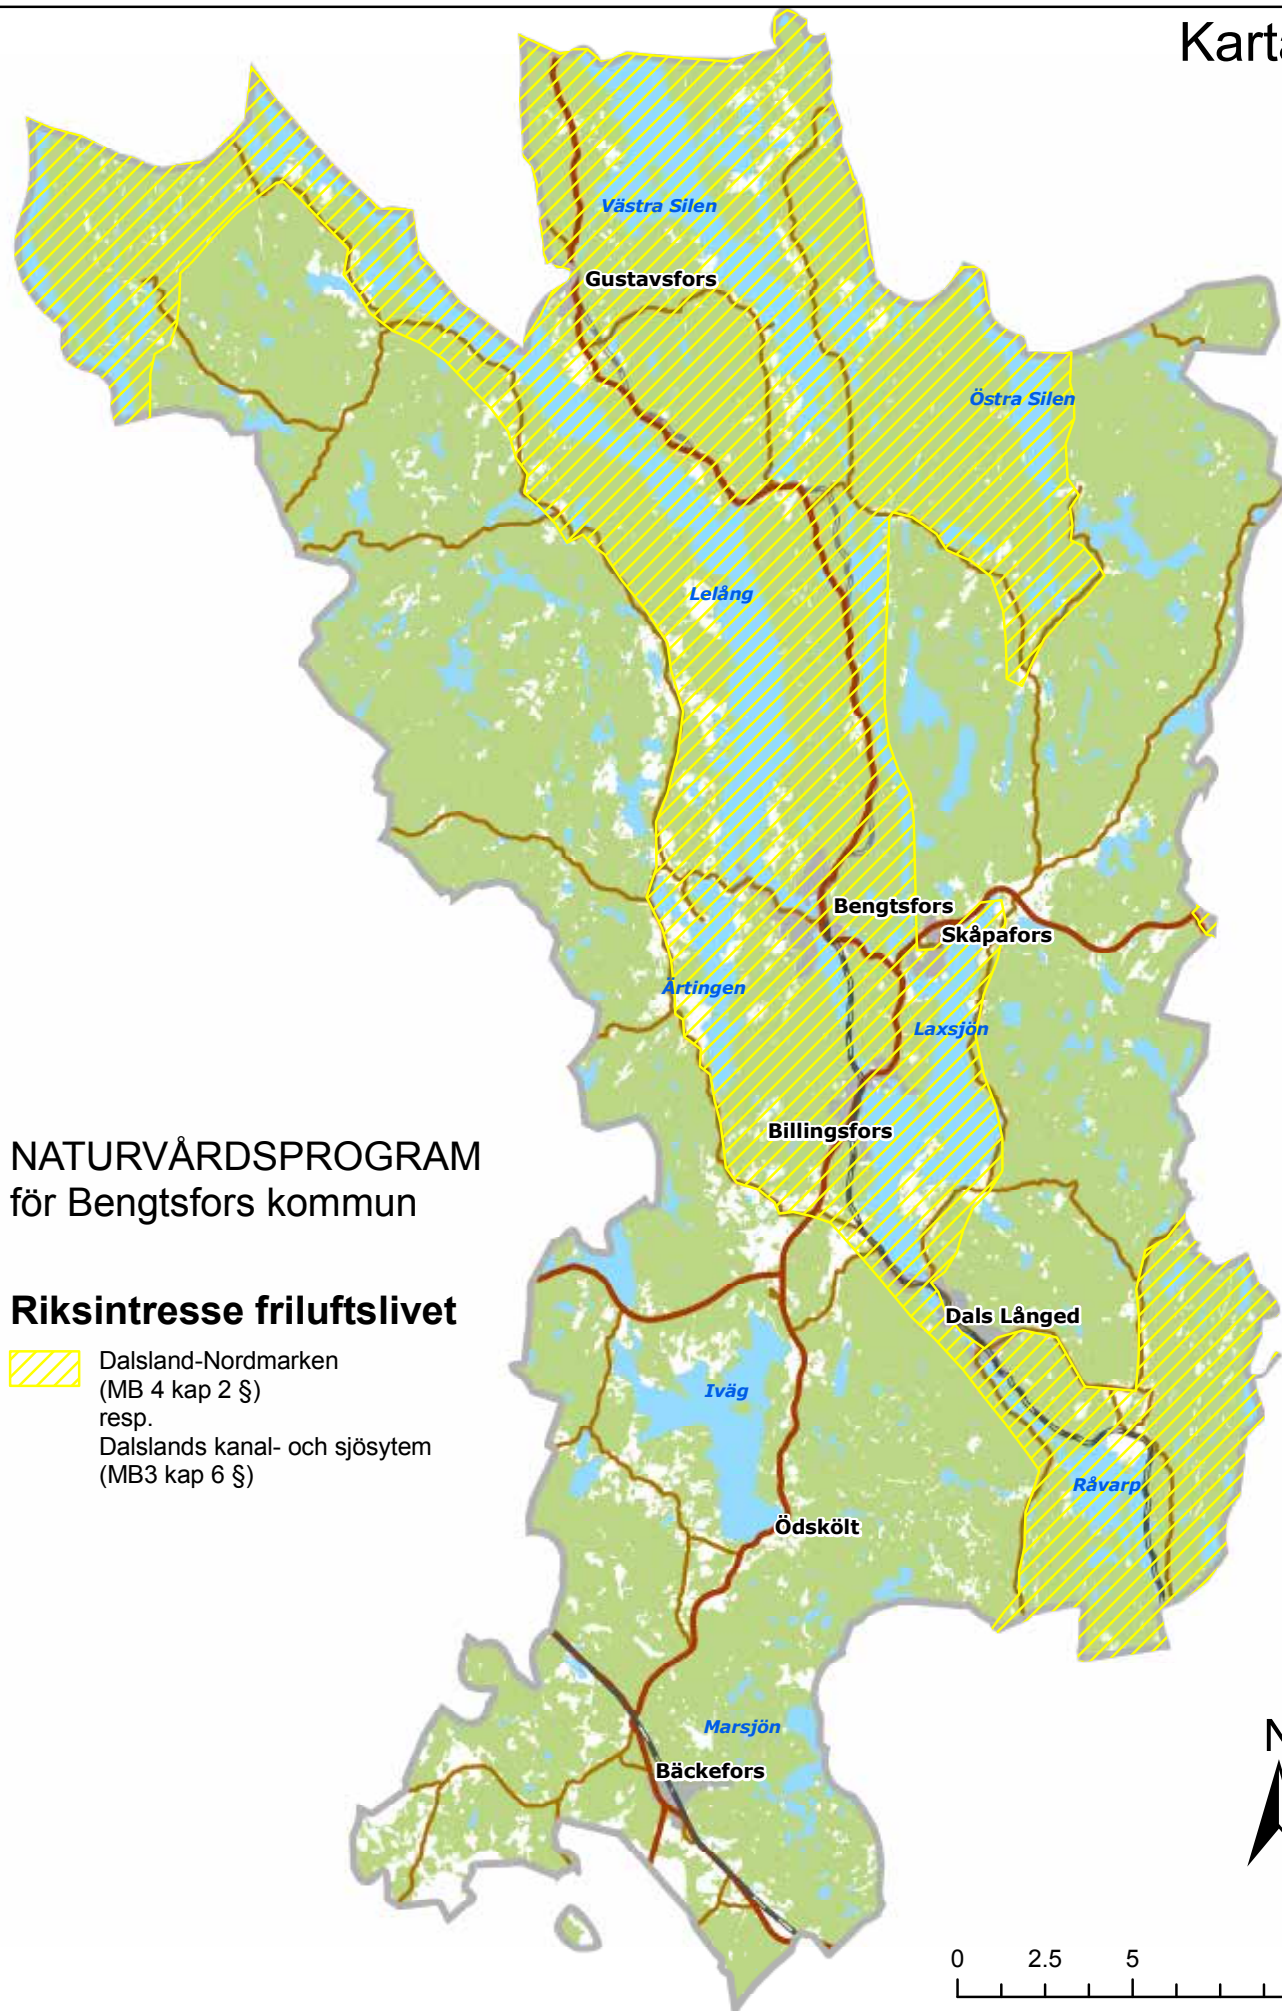 Karta
Västra Silen
Gustavsfors
Östra Silen
Lelång
Bengtsfors
Skåpafors
Ärtingen
Laxsjön
Billingsfors
NATURVÅRDSPROGRAM
för Bengtsfors kommun
Riksintresse friluftslivet
Dalsland-Nordmarken
(MB 4 kap 2 §)
resp.
Dalslands kanal- och sjösytem
(MB3 kap 6 §)
Dals Långed
Iväg
Råvarp
Ödskölt
Marsjön
Bäckefors
N
0 2.5 5